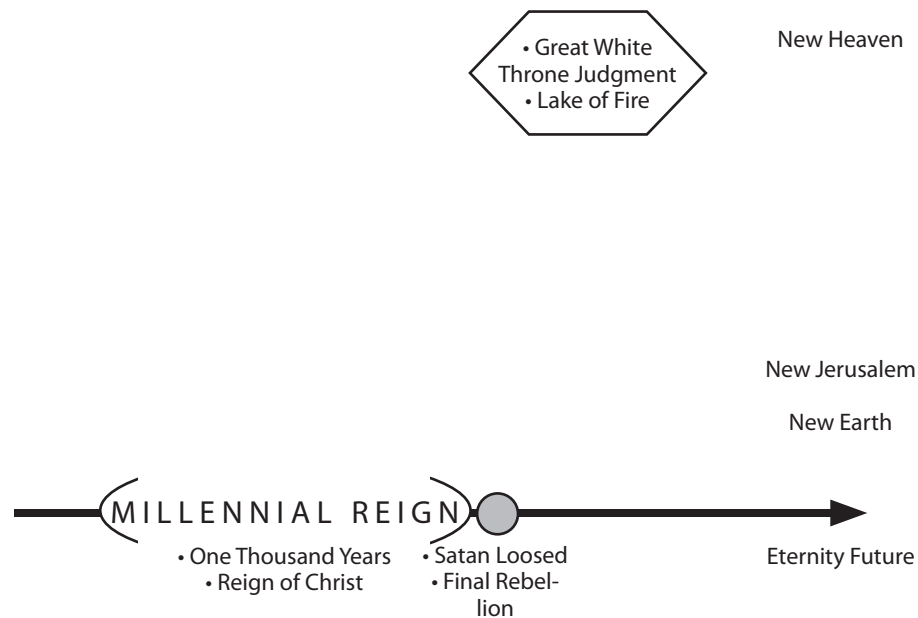 • Great White
Throne Judgment
• Lake of Fire
New Heaven
New Jerusalem
New Earth
MILLENNIAL REIGN
• One Thousand Years
• Reign of Christ
• Satan Loosed
• Final Rebel-
lion
Eternity Future